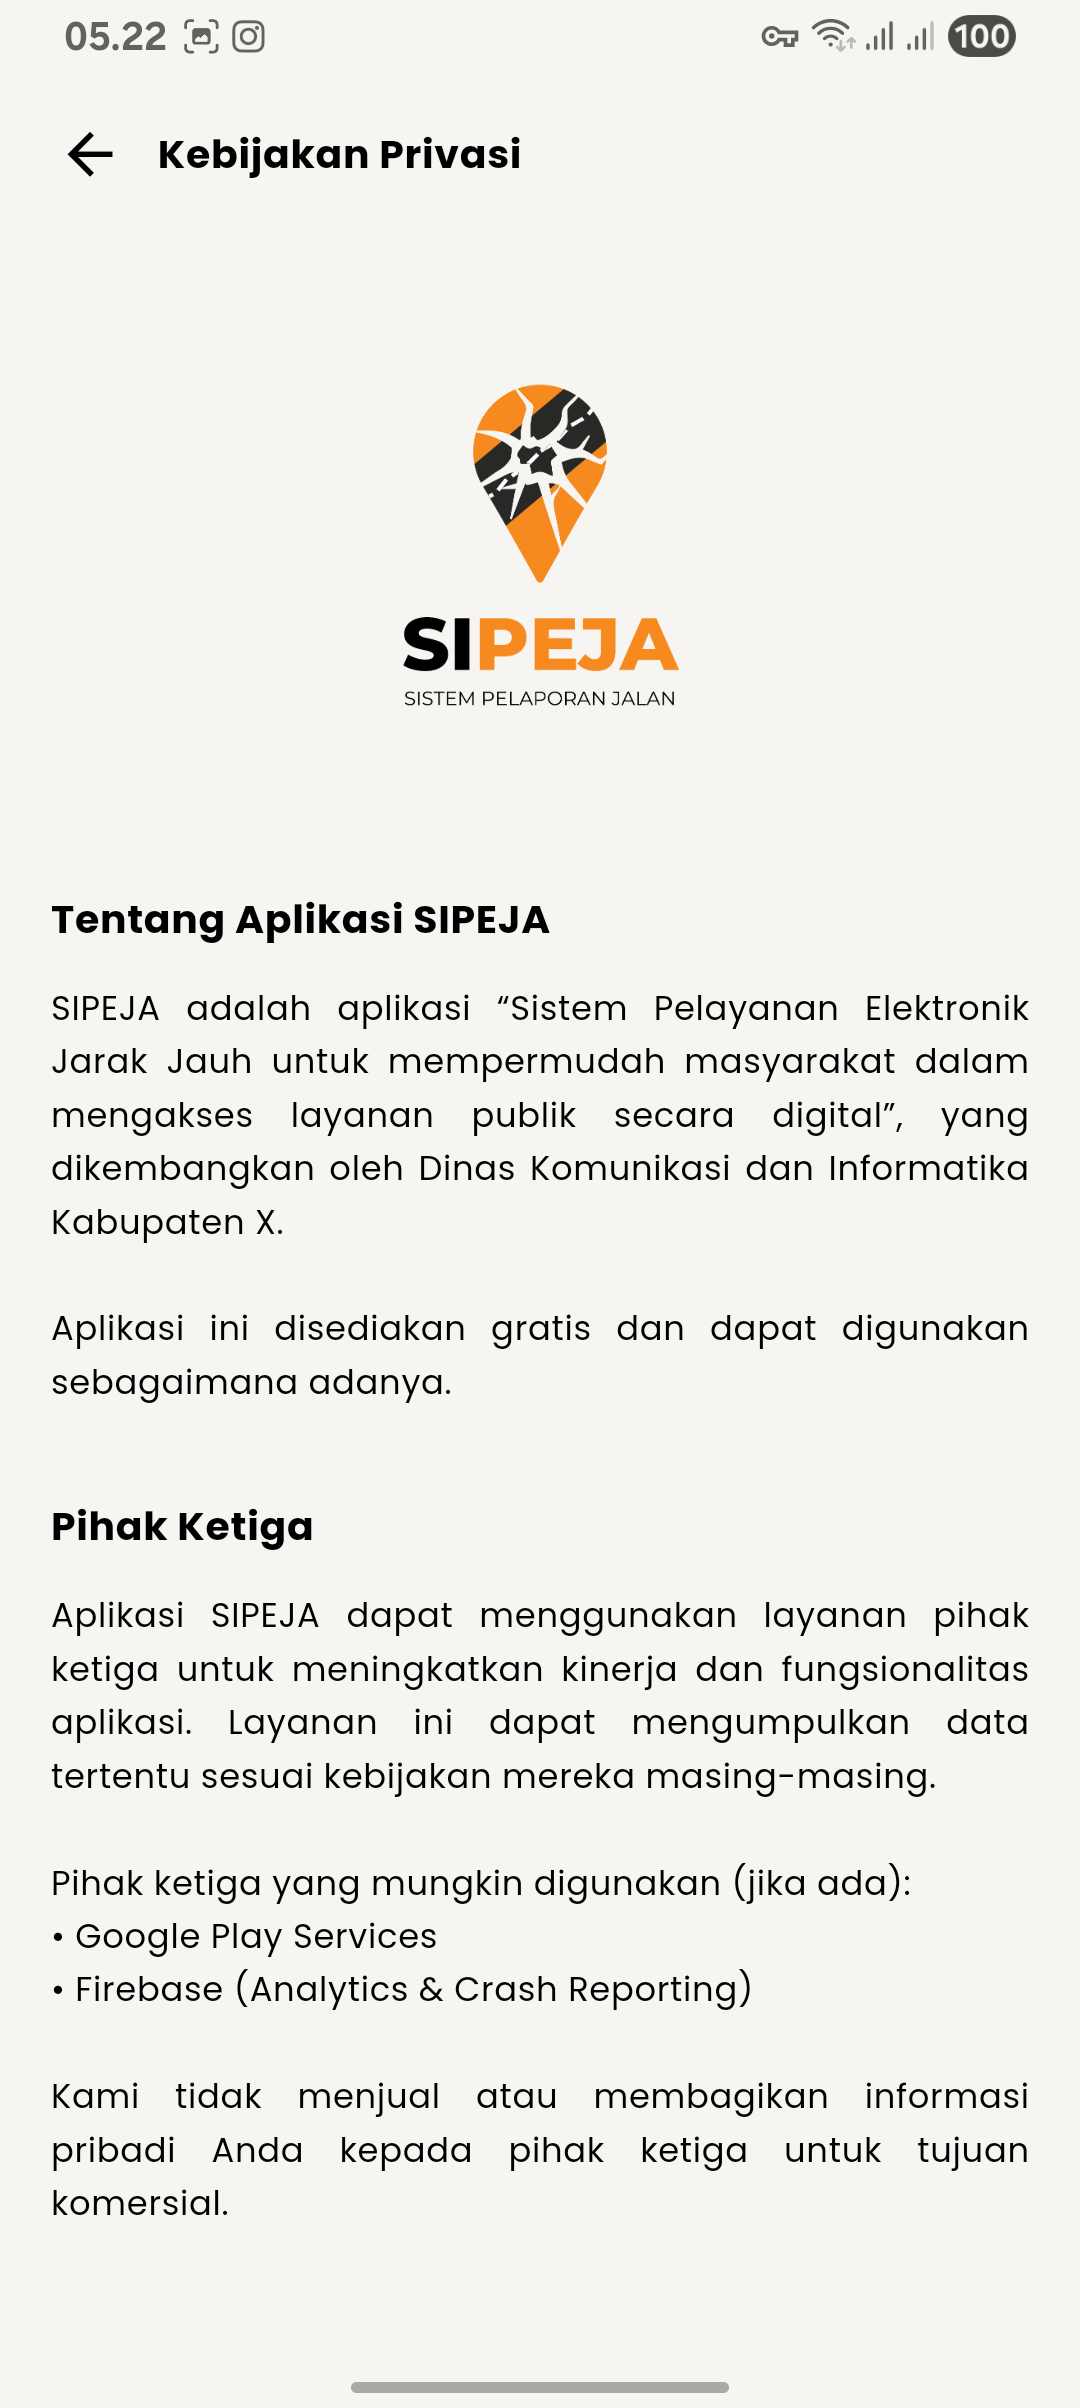 05.22
100
Kebijakan Privasi
SIPEJA
SISTEM PELAPORAN JALAN
Tentang Aplikasi SIPEJA
SIPEJA adalah aplikasi “Sistem Pelayanan Elektronik
Jarak Jauh untuk mempermudah masyarakat dalam
mengakses layanan publik secara digital”, yang
dikembangkan oleh Dinas Komunikasi dan Informatika
Kabupaten X.
Aplikasi ini disediakan gratis dan dapat digunakan
sebagaimana adanya.
Pihak Ketiga
Aplikasi SIPEJA dapat menggunakan layanan pihak
ketiga untuk meningkatkan kinerja dan fungsionalitas
aplikasi. Layanan ini dapat mengumpulkan data
tertentu sesuai kebijakan mereka masing-masing.
Pihak ketiga yang mungkin digunakan (jika ada):
• Google Play Services
• Firebase (Analytics & Crash Reporting)
Kami tidak menjual atau membagikan informasi
pribadi Anda kepada pihak ketiga untuk tujuan
komersial.